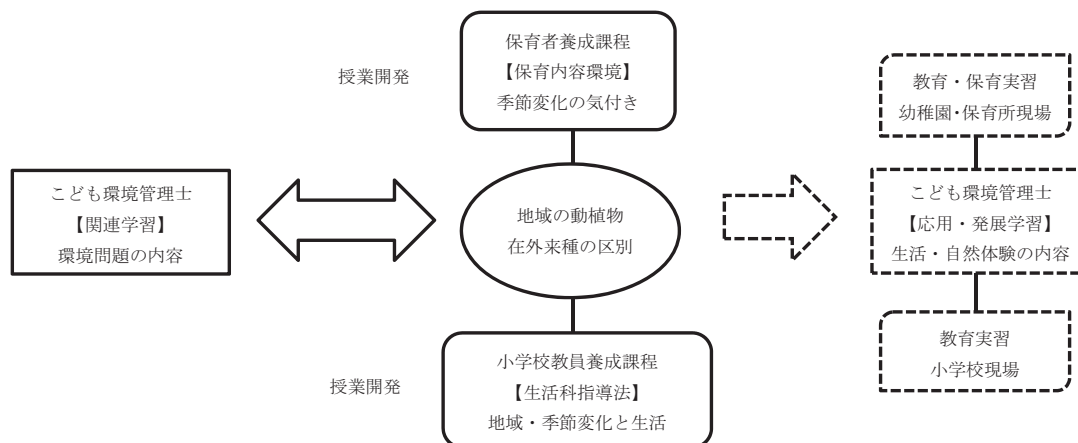 保育者養成課程
【保育内容環境】
季節変化の気付き
授業開発
教育・保育実習
幼稚園・保育所現場
こども環境管理士
【関連学習】
環境問題の内容
地域の動植物
在外来種の区別
こども環境管理士
【応用・発展学習】
生活・自然体験の内容
小学校教員養成課程
【生活科指導法】
地域・季節変化と生活
授業開発
教育実習
小学校現場